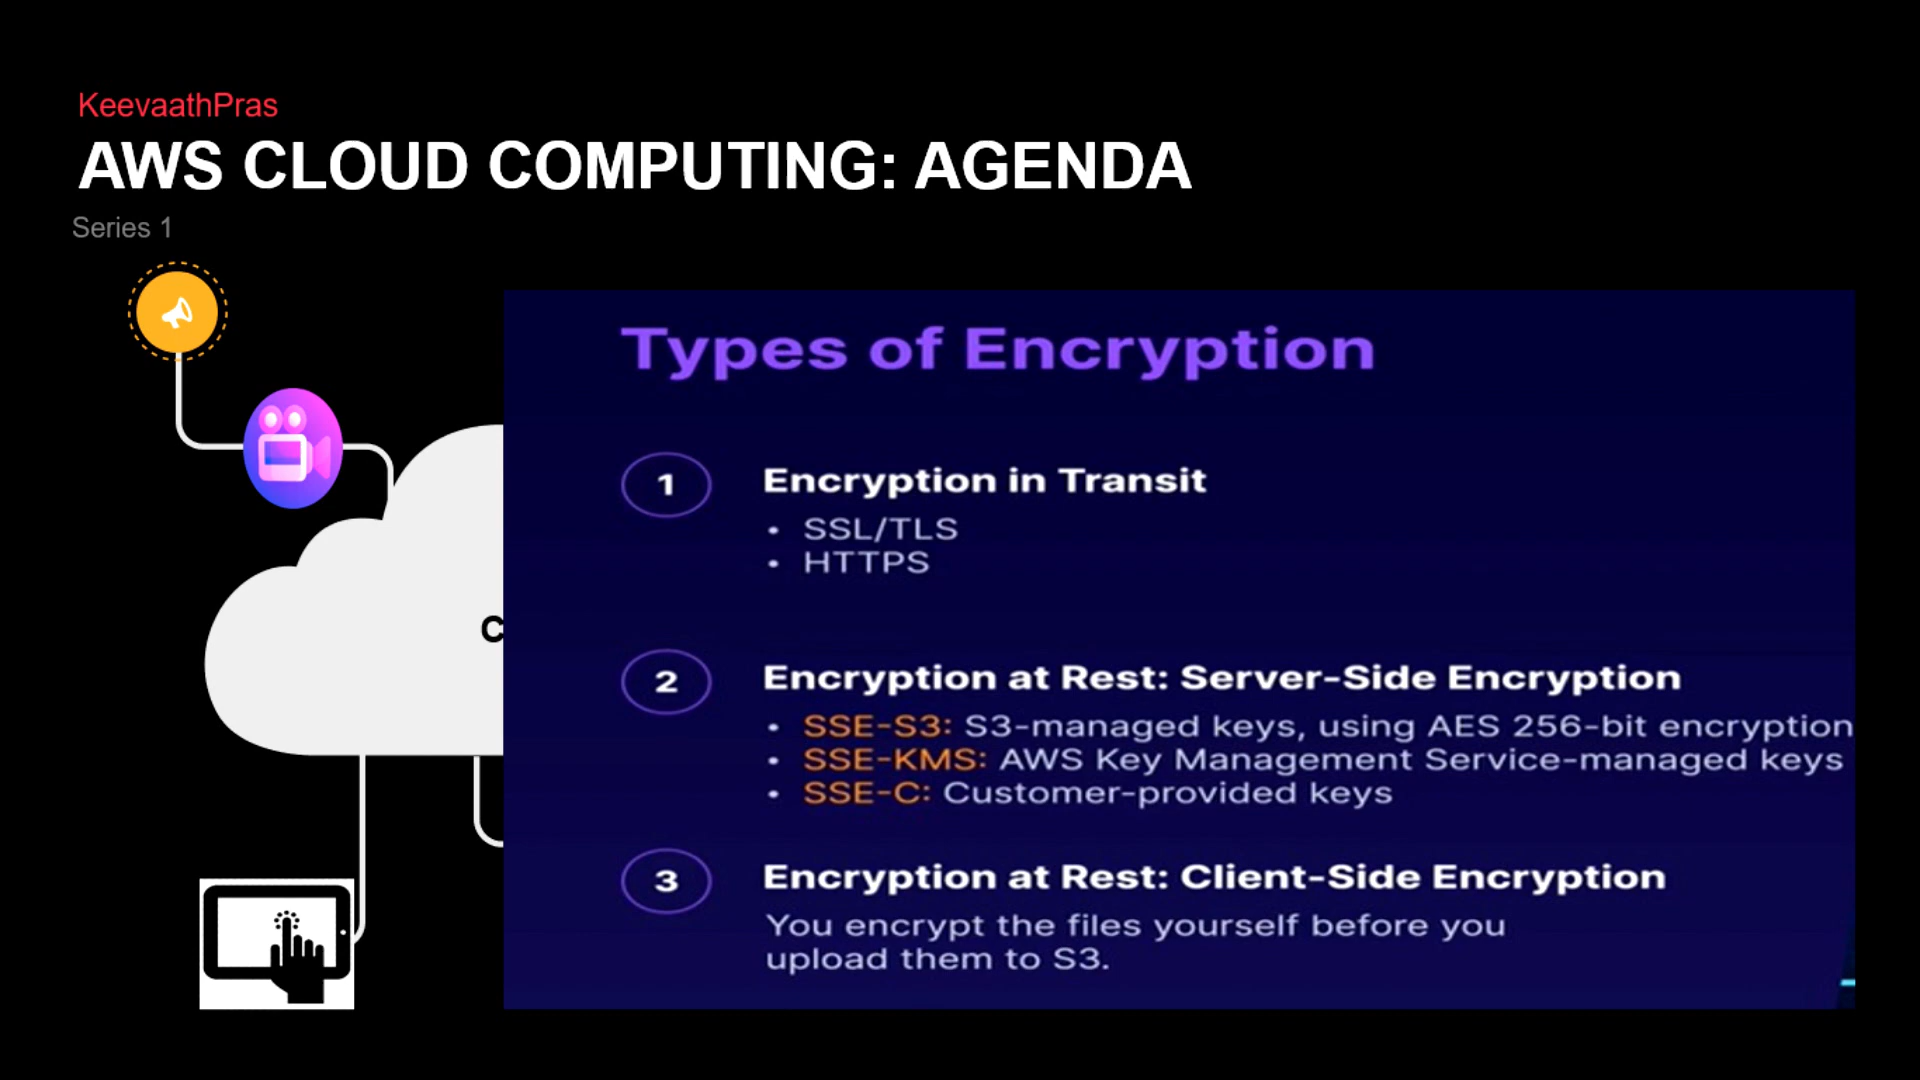 KeevaathPras
AWS CLOUD COMPUTING: AGENDA
Series 1
C
Types of Encryption
1
Encryption in Transit
• SSL/TLS
• HTTPS
2
Encryption at Rest: Server-Side Encryption
• SSE-S3: S3-managed keys, using AES 256-bit encryption
• SSE-KMS: AWS Key Management Service-managed keys
• SSE-C: Customer-provided keys
3
Encryption at Rest: Client-Side Encryption
You encrypt the files yourself before you
upload them to S3.